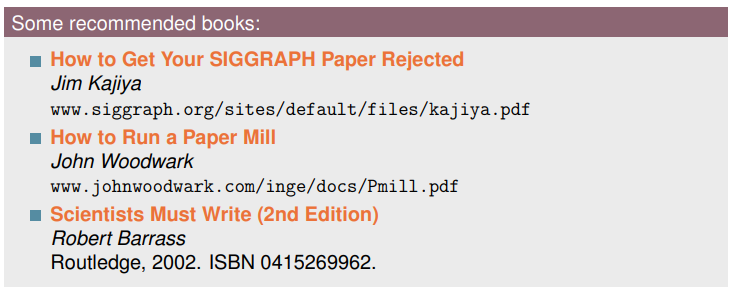 Some recommended books:
How to Get Your SIGGRAPH Paper Rejected
Jim Kajiya
www.siggraph.org/sites/default/files/kajiya.pdf
How to Run a Paper Mill
John Woodwark
www.johnwoodwark.com/inge/docs/Pmill.pdf
Scientists Must Write (2nd Edition)
Robert Barrass
Routledge, 2002. ISBN 0415269962.